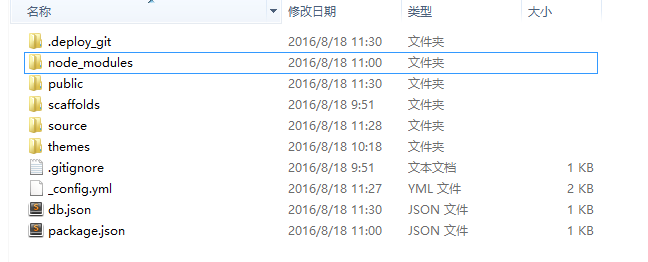 名称 修改日期 类型 大小
.deploy_git 2016/8/18 11:30 文件夹
node_modules 2016/8/18 11:00 文件夹
public 2016/8/18 11:30 文件夹
scaffolds 2016/8/18 9:51 文件夹
source 2016/8/18 11:28 文件夹
themes 2016/8/18 10:18 文件夹
.gitignore 2016/8/18 9:51 文本文档 1 KB
_config.yml 2016/8/18 11:27 YML 文件 2 KB
db.json 2016/8/18 11:30 JSON 文件 1 KB
package.json 2016/8/18 11:00 JSON 文件 1 KB